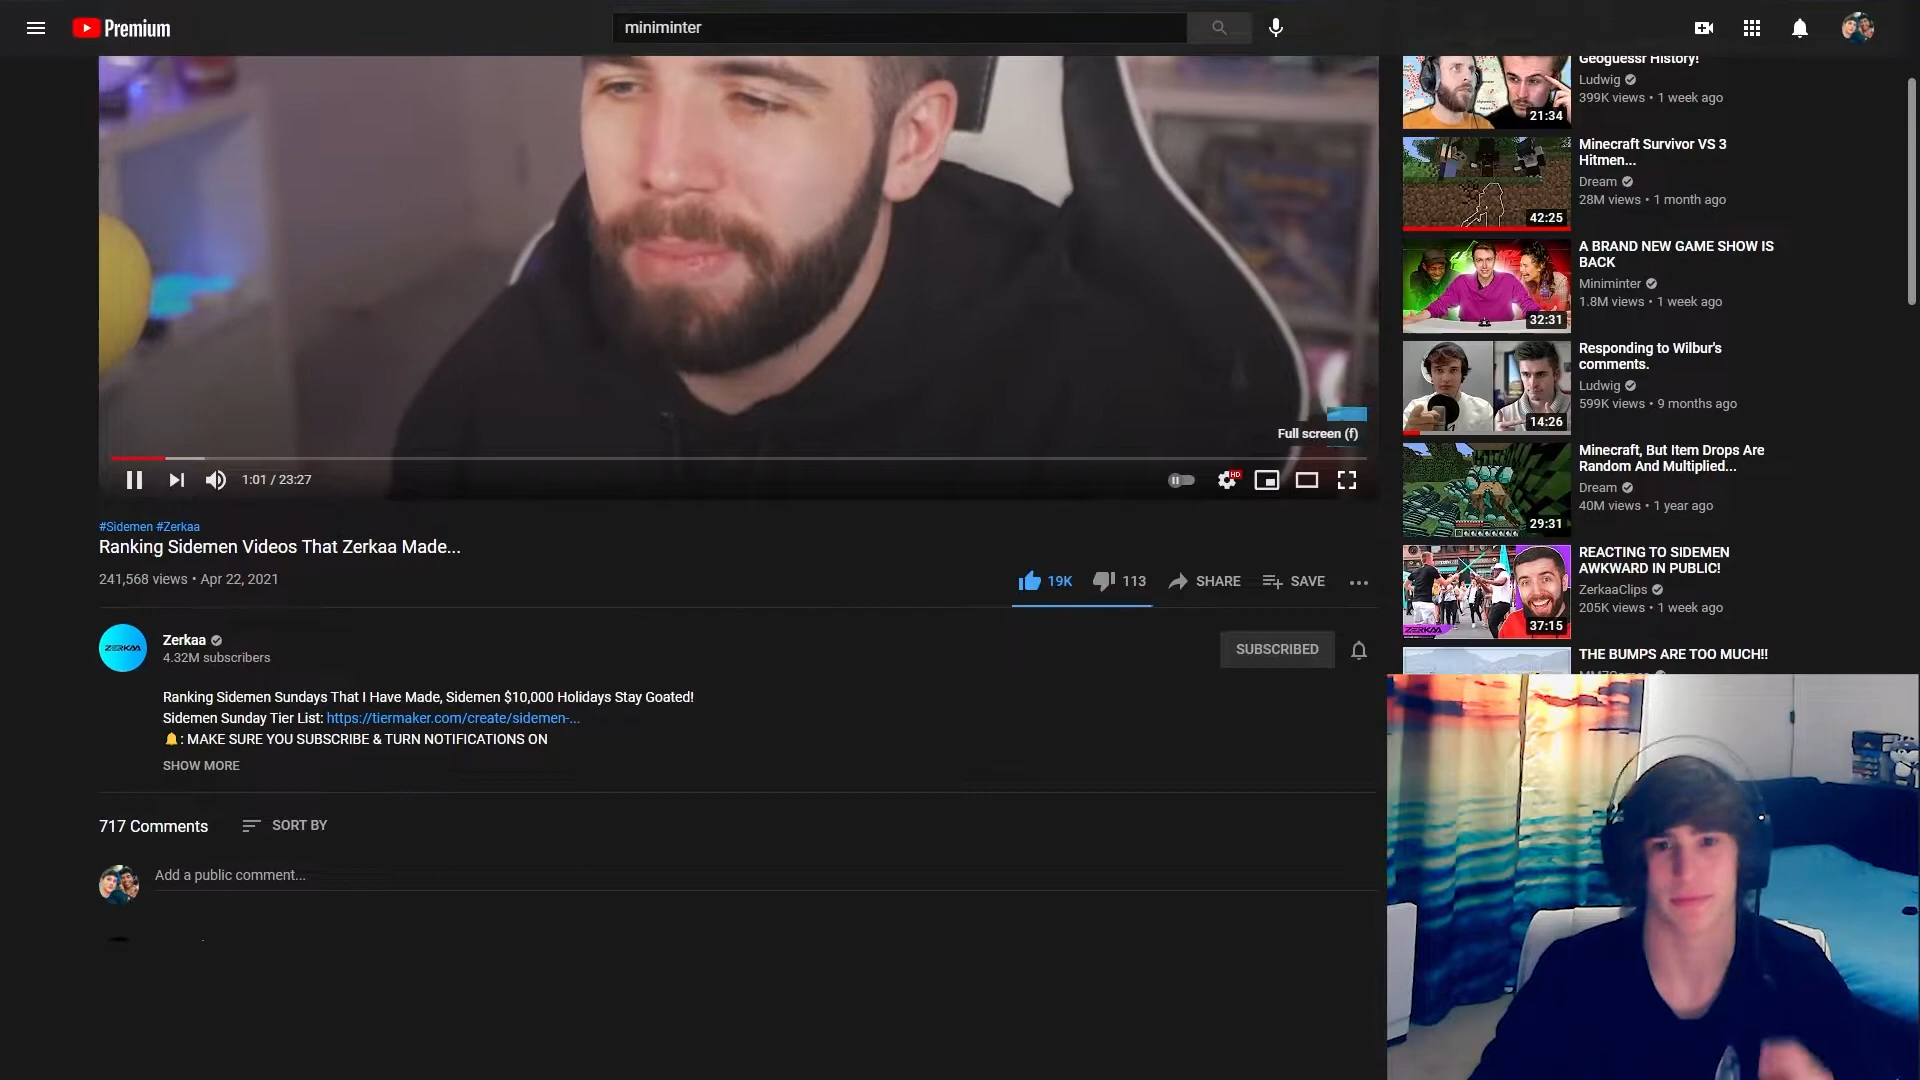 Premium
miniminter
Geoguessr History!
Ludwig
399K views • 1 week ago
21:34
Minecraft Survivor VS 3
Hitmen...
Dream
28M views • 1 month ago
42:25
A BRAND NEW GAME SHOW IS
BACK
Miniminter
1.8M views • 1 week ago
32:31
Responding to Wilbur's
comments.
Ludwig
599K views • 9 months ago
14:26
Minecraft, But Item Drops Are
Random And Multiplied...
Dream
40M views • 1 year ago
29:31
REACTING TO SIDEMEN
AWKWARD IN PUBLIC!
ZerkaaClips
205K views • 1 week ago
ZERKAA
37:15
THE BUMPS ARE TOO MUCH!!
Full screen (f)
1:01 / 23:27
HD
#Sidemen #Zerkaa
Ranking Sidemen Videos That Zerkaa Made...
241,568 views • Apr 22, 2021
19K 113 SHARE SAVE
ZERKAA
Zerkaa
4.32M subscribers
SUBSCRIBED
Ranking Sidemen Sundays That I Have Made, Sidemen $10,000 Holidays Stay Goated!
Sidemen Sunday Tier List: https://tiermaker.com/create/sidemen-...
🔔: MAKE SURE YOU SUBSCRIBE & TURN NOTIFICATIONS ON
SHOW MORE
717 Comments SORT BY
Add a public comment...